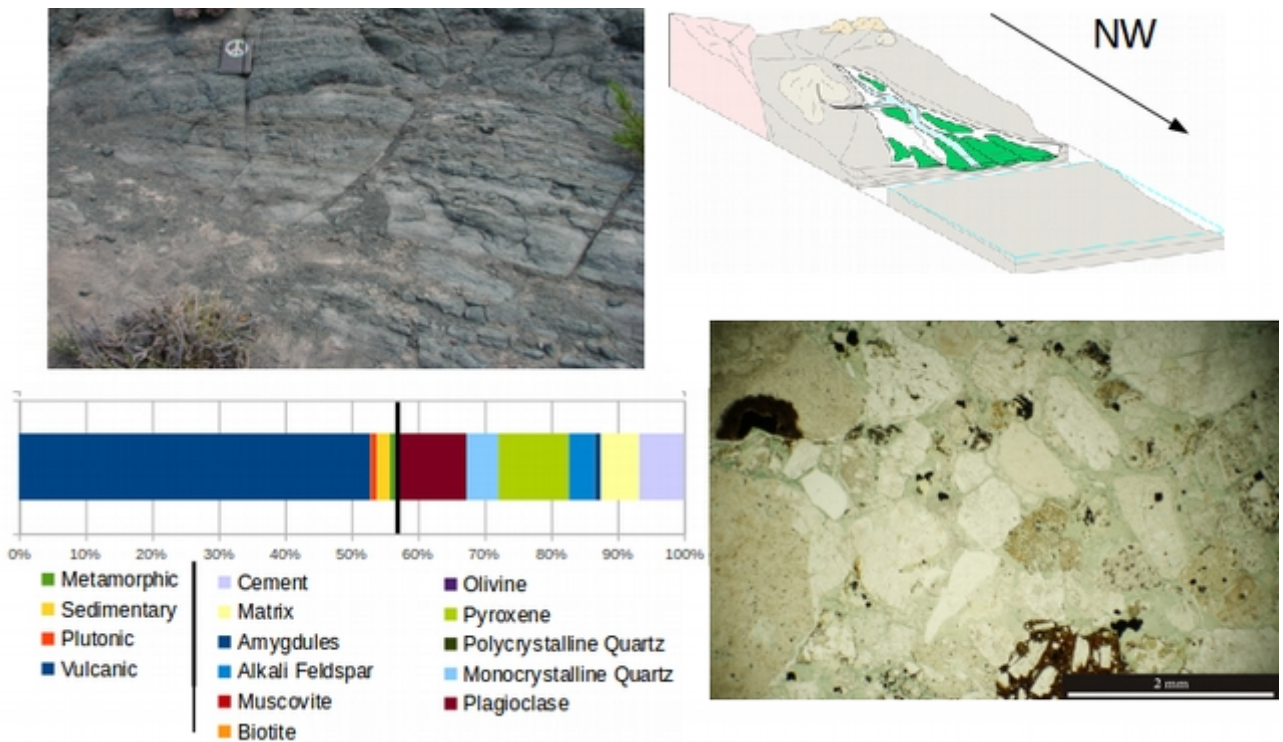 NW
0% 10% 20% 30% 40% 50% 60% 70% 80% 90% 100%
Metamorphic
Sedimentary
Plutonic
Vulcanic
Cement
Matrix
Amygdules
Alkali Feldspar
Muscovite
Biotite
Olivine
Pyroxene
Polycrystalline Quartz
Monocrystalline Quartz
Plagioclase
2 mm